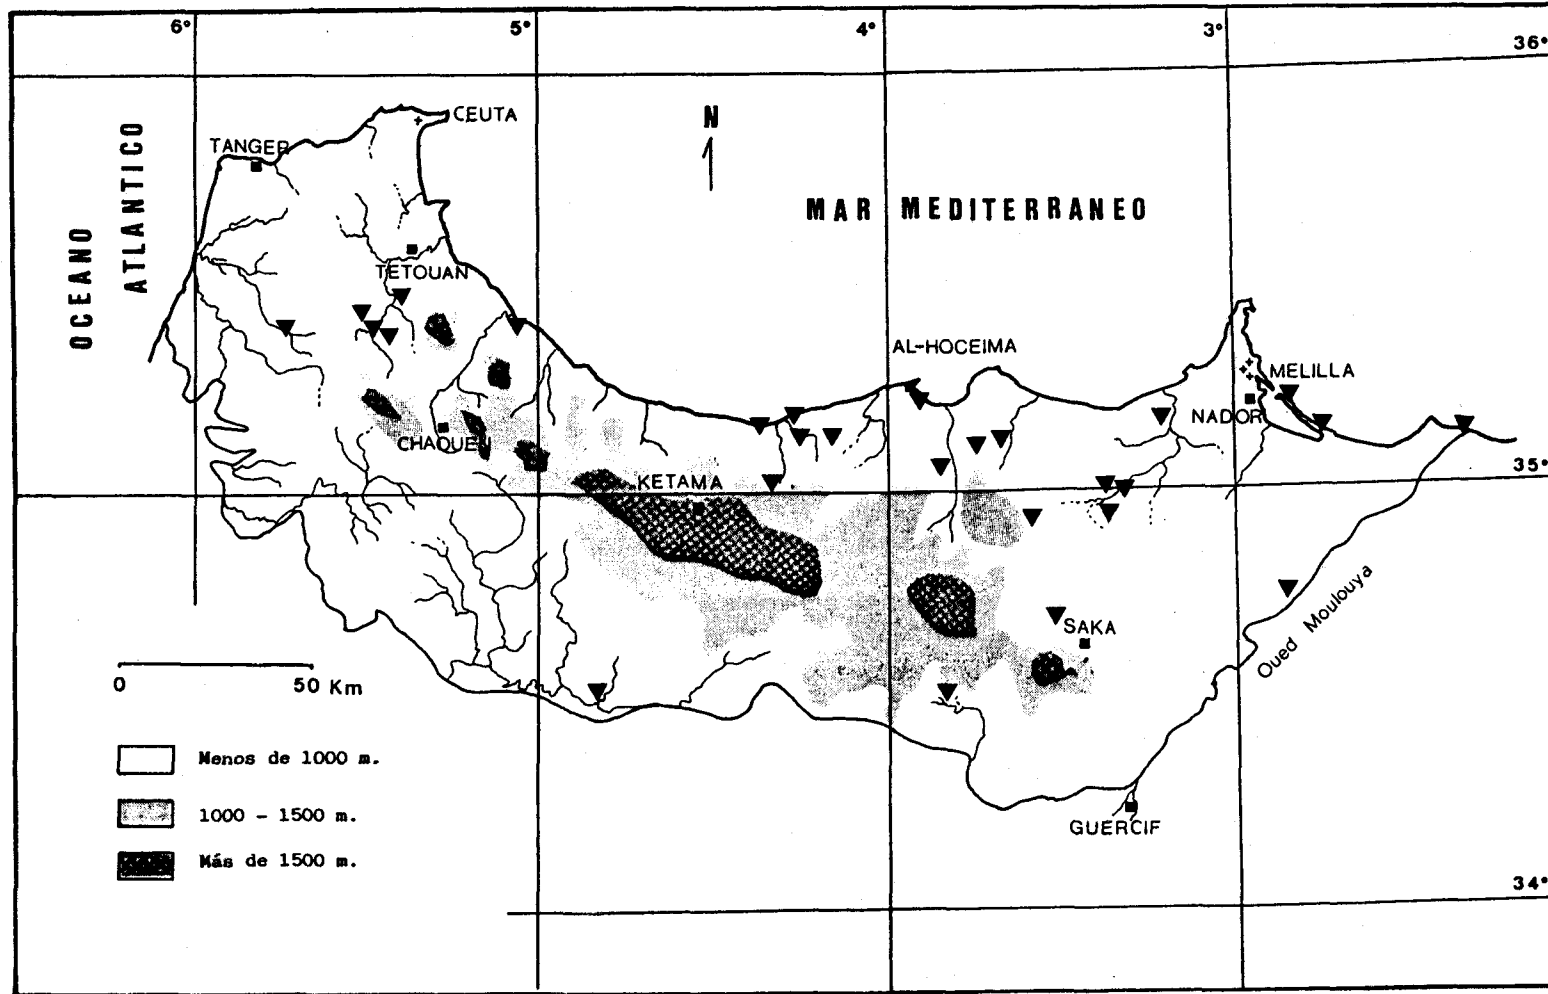 6°
5°
4°
3°
36°
CEUTA
N
TANGER
OCEANO
ATLANTICO
MAR MEDITERRANEO
TETOUAN
AL-HOCEIMA
MELILLA
NADOR
CHAOUEN
KETAMA
35°
Oued Moulouya
SAKA
0 50 Km
Menos de 1000 m.
1000 - 1500 m.
Más de 1500 m.
GUERCIF
34°